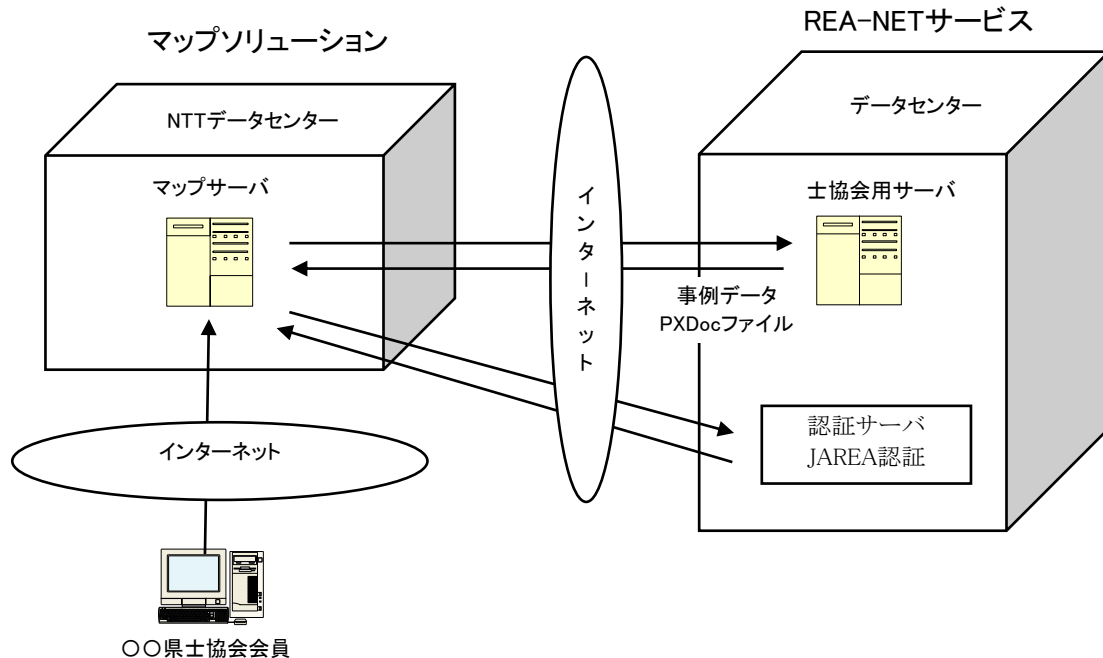 マップソリューション
REA-NETサービス
NTTデータセンター
データセンター
マップサーバ
士協会用サーバ
インターネット
事例データ
PXDocファイル
認証サーバ
JAREA認証
インターネット
〇〇県士協会会員